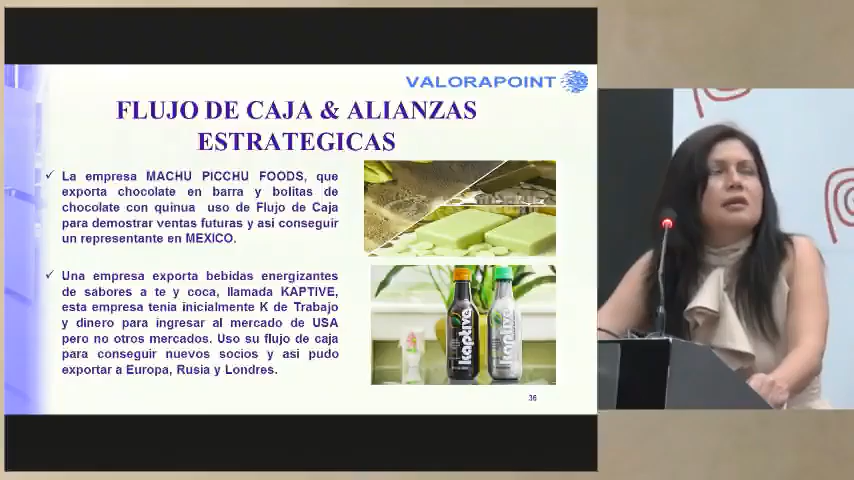 VALORAPOINT
FLUJO DE CAJA & ALIANZAS
ESTRATEGICAS
✓ La empresa MACHU PICCHU FOODS, que
exporta chocolate en barra y bolitas de
chocolate con quinua uso de Flujo de Caja
para demostrar ventas futuras y asi conseguir
un representante en MEXICO.
✓ Una empresa exporta bebidas energizantes
de sabores a te y coca, llamada KAPTIVE,
esta empresa tenia inicialmente K de Trabajo
y dinero para ingresar al mercado de USA
pero no otros mercados. Uso su flujo de caja
para conseguir nuevos socios y asi pudo
exportar a Europa, Rusia y Londres.
kaptiva
kaptiva
36